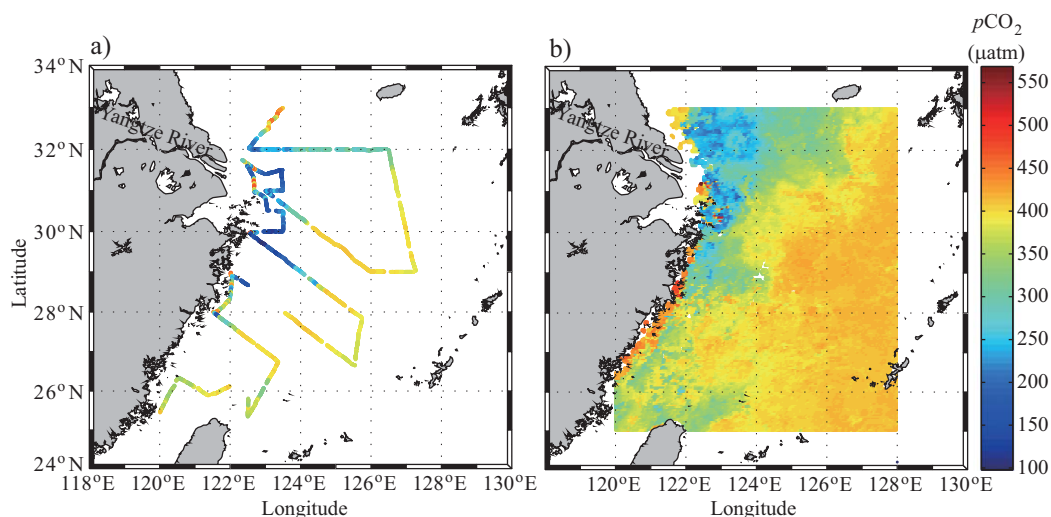 a)
b)
pCO₂
(µatm)
34°N
32°N
30°N
28°N
26°N
24°N
Latitude
Yangtze River
Yangtze River
550
500
450
400
350
300
250
200
150
100
118°E 120°E 122°E 124°E 126°E 128°E 130°E
120°E 122°E 124°E 126°E 128°E 130°E
Longitude
Longitude